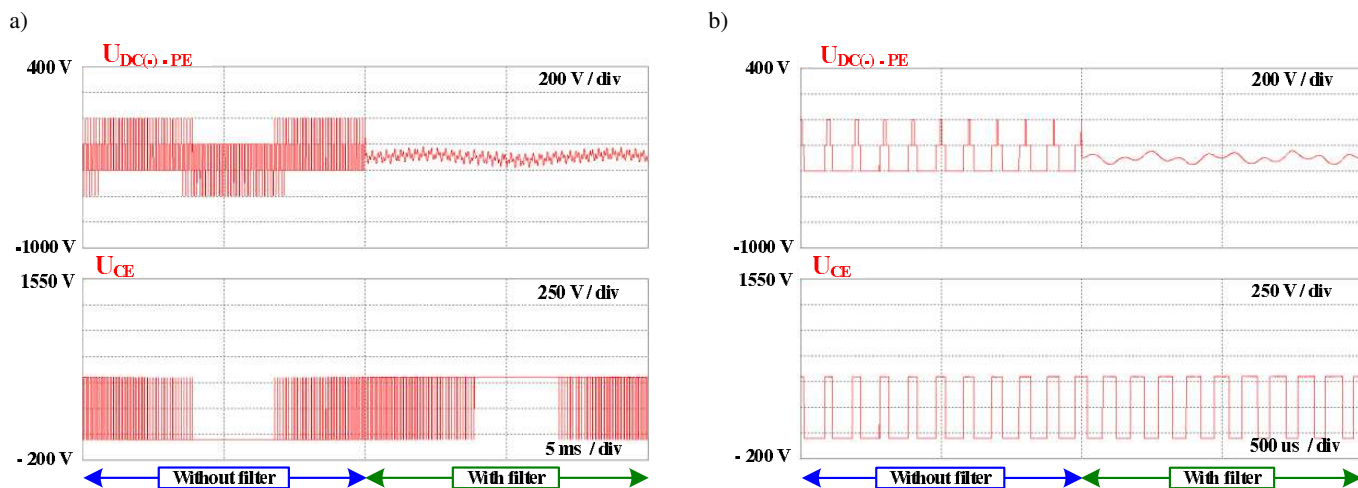 a)
U_DC(-) - PE
400 V
200 V / div
-1000 V
U_CE
1550 V
250 V / div
5 ms / div
- 200 V
Without filter
With filter
b)
U_DC(-) - PE
400 V
200 V / div
-1000 V
U_CE
1550 V
250 V / div
500 us / div
- 200 V
Without filter
With filter